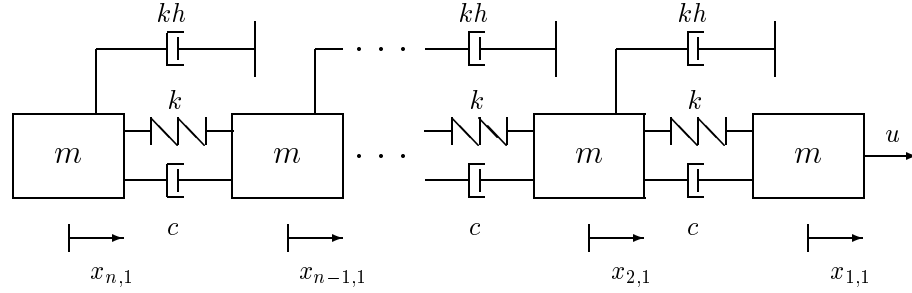 kh kh kh
k k k
m m · · · m m u
c c c
x_{n,1} x_{n-1,1} x_{2,1} x_{1,1}